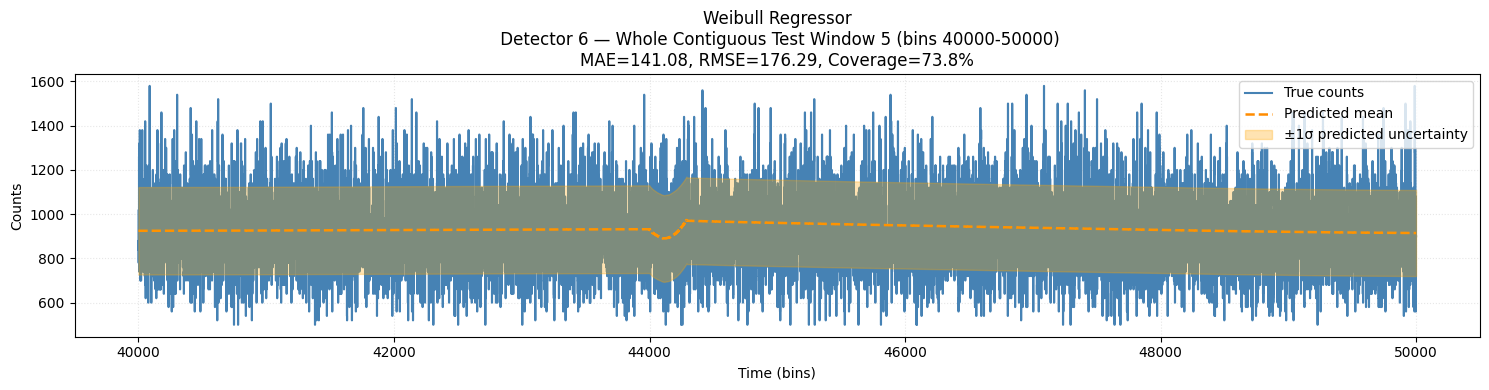 Weibull Regressor
Detector 6 — Whole Contiguous Test Window 5 (bins 40000-50000)
MAE=141.08, RMSE=176.29, Coverage=73.8%
1600
1400
1200
1000
800
600
Counts
True counts
Predicted mean
±1σ predicted uncertainty
40000 42000 44000 46000 48000 50000
Time (bins)